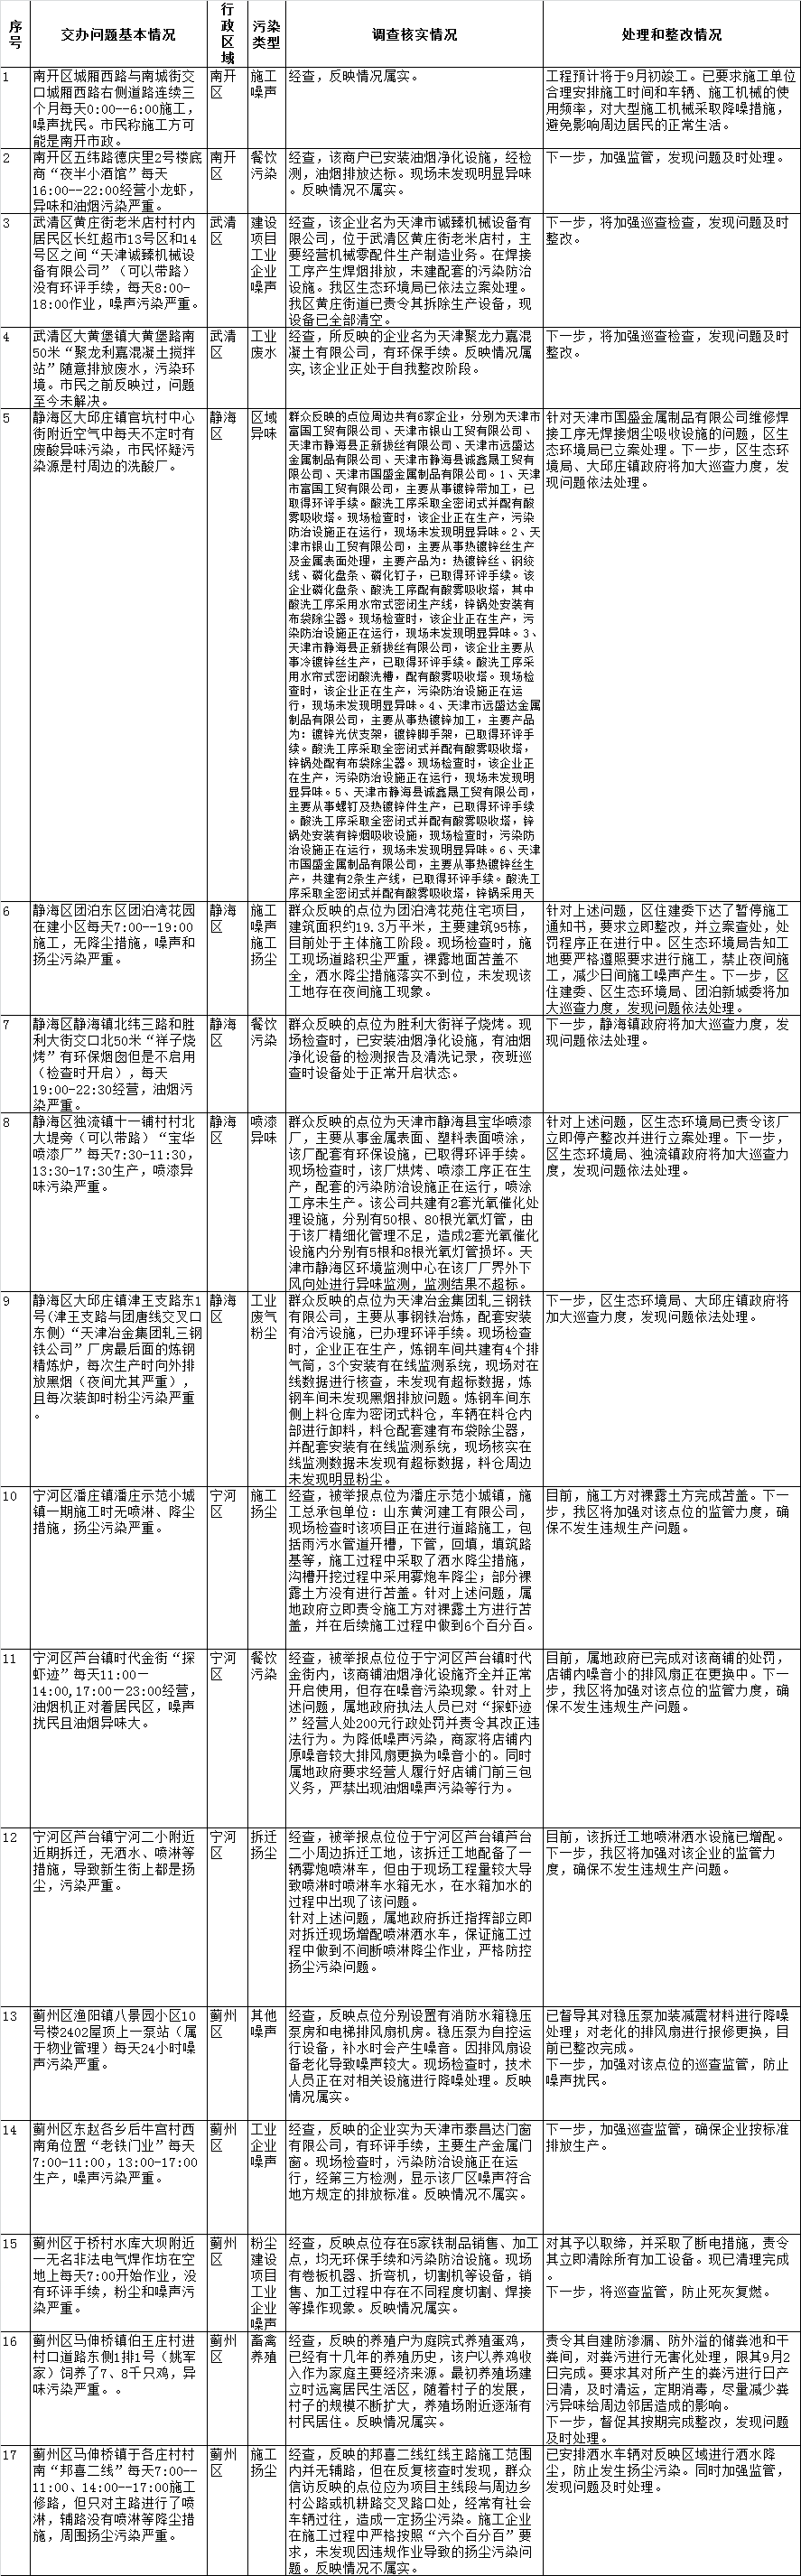 序号
交办问题基本情况
行政区域
污染类型
调查核实情况
处理和整改情况
1
南开区城厢西路与南城街交
口城厢西路右侧道路连续三
个月每天0:00--6:00施工，
噪声扰民。市民称施工方可
能是南开市政。
南开
区
施工
噪声
经查，反映情况属实。
工程预计将于9月初竣工。已要求施工单位
合理安排施工时间和车辆、施工机械的使
用频率，对大型施工机械采取降噪措施，
避免影响周边居民的正常生活。
2
南开区五纬路德庆里2号楼底
商“夜半小酒馆”每天
16:00--22:00经营小龙虾，
异味和油烟污染严重。
南开
区
餐饮
污染
经查，该商户已安装油烟净化设施，经检
测，油烟排放达标。现场未发现明显异味
。反映情况不属实。
下一步，加强监管，发现问题及时处理。
3
武清区黄庄街老米店村村内
居民区长红超市13号区和14
号区之间“天津诚臻机械设
备有限公司”（可以带路）
没有环评手续，每天8:00-
18:00作业，噪声污染严重。
武清
区
建设
项目
工业
企业
噪声
经查，该企业名为天津市诚臻机械设备有
限公司，位于武清区黄庄街老米店村，主
要经营机械零配件生产制造业务。在焊接
工序产生焊烟排放，未建配套的污染防治
设施。我区生态环境局已依法立案处理。
我区黄庄街道已责令其拆除生产设备，现
设备已全部清空。
下一步，将加强巡查检查，发现问题及时
整改。
4
武清区大黄堡镇大黄堡路南
50米“聚龙利嘉混凝土搅拌
站”随意排放废水，污染环
境。市民之前反映过，问题
至今未解决。
武清
区
工业
废水
经查，所反映的企业名为天津聚龙力嘉混
凝土有限公司，有环保手续。反映情况属
实,该企业正处于自我整改阶段。
下一步，将加强巡查检查，发现问题及时
整改。
5
静海区大邱庄镇官坑村中心
街附近空气中每天不定时有
废酸异味污染，市民怀疑污
染源是村周边的洗酸厂。
静海
区
区域
异味
群众反映的点位周边共有6家企业，分别为天津市
富国工贸有限公司、天津市银山工贸有限公司、
天津市静海县正新拔丝有限公司、天津市远盛达
金属制品有限公司、天津市静海县诚鑫晟工贸有
限公司、天津市国盛金属制品有限公司。1、天津
市富国工贸有限公司，主要从事镀锌带加工，已
取得环评手续。酸洗工序采取全密闭式并配有酸
雾吸收塔。现场检查时，该企业正在生产，污染
防治设施正在运行，现场未发现明显异味。2、天
津市银山工贸有限公司，主要从事热镀锌丝生产
及金属表面处理，主要产品为：热镀锌丝、钢绞
线、磷化盘条、磷化钉子，已取得环评手续。该
企业磷化盘条、酸洗工序配有酸雾吸收塔，其中
酸洗工序采用水帘式密闭生产线，锌锅处安装有
布袋除尘器。现场检查时，该企业正在生产，污
染防治设施正在运行，现场未发现明显异味。3、
天津市静海县正新拔丝有限公司，该企业主要从
事冷镀锌丝生产，已取得环评手续。酸洗工序采
用水帘式密闭酸洗槽，配有酸雾吸收塔。现场检
查时，该企业正在生产，污染防治设施正在运
行，现场未发现明显异味。4、天津市远盛达金属
制品有限公司，主要从事热镀锌加工，主要产品
为：镀锌光伏支架，镀锌脚手架，已取得环评手
续。酸洗工序采取全密闭式并配有酸雾吸收塔，
锌锅处配有布袋除尘器。现场检查时，该企业正
在生产，污染防治设施正在运行，现场未发现明
显异味。5、天津市静海县诚鑫晟工贸有限公司，
主要从事螺钉及热镀锌件生产，已取得环评手续
。酸洗工序采取全密闭式并配有酸雾吸收塔，锌
锅处安装有锌烟吸收设施，现场检查时，污染防
治设施正在运行，现场未发现明显异味。6、天津
市国盛金属制品有限公司，主要从事热镀锌丝生
产，共建有2条生产线，已取得环评手续。酸洗工
序采取全密闭式并配有酸雾吸收塔，锌锅采用天
针对天津市国盛金属制品有限公司维修焊
接工序无焊接烟尘吸收设施的问题，区生
态环境局已立案处理。下一步，区生态环
境局、大邱庄镇政府将加大巡查力度，发
现问题依法处理。
6
静海区团泊东区团泊湾花园
在建小区每天7:00--19:00
施工，无降尘措施，噪声和
扬尘污染严重。
静海
区
施工
噪声
施工
扬尘
群众反映的点位为团泊湾花苑住宅项目，
建筑面积约19.3万平米，主要建筑95栋，
目前处于主体施工阶段。现场检查时，施
工现场道路积尘严重，裸露地面苫盖不
全，洒水降尘措施落实不到位，未发现该
工地存在夜间施工现象。
针对上述问题，区住建委下达了暂停施工
通知书，要求立即整改，并立案查处，处
罚程序正在进行中。区生态环境局告知工
地要严格遵照要求进行施工，禁止夜间施
工，减少日间施工噪声产生。下一步，区
住建委、区生态环境局、团泊新城委将加
大巡查力度，发现问题依法处理。
7
静海区静海镇北纬三路和胜
利大街交口北50米“祥子烧
烤”有环保烟囱但是不启用
（检查时开启），每天
19:00-22:30经营，油烟污
染严重。
静海
区
餐饮
污染
群众反映的点位为胜利大街祥子烧烤。现
场检查时，已安装油烟净化设施，有油烟
净化设备的检测报告及清洗记录，夜班巡
查时设备处于正常开启状态。
下一步，静海镇政府将加大巡查力度，发
现问题依法处理。
8
静海区独流镇十一铺村村北
大堤旁（可以带路）“宝华
喷漆厂”每天7:30-11:30，
13:30-17:30生产，喷漆异
味污染严重。
静海
区
喷漆
异味
群众反映的点位为天津市静海县宝华喷漆
厂，主要从事金属表面、塑料表面喷涂，
该厂配套有环保设施，已取得环评手续。
现场检查时，该厂烘烤、喷漆工序正在生
产，配套的污染防治设施正在运行，喷涂
工序未生产。该公司共建有2套光氧催化处
理设施，分别有50根、80根光氧灯管，由
于该厂精细化管理不足，造成2套光氧催化
设施内分别有5根和8根光氧灯管损坏。天
津市静海区环境监测中心在该厂厂界外下
风向处进行异味监测，监测结果不超标。
针对上述问题，区生态环境局已责令该厂
立即停产整改并进行立案处理。下一步，
区生态环境局、独流镇政府将加大巡查力
度，发现问题依法处理。
9
静海区大邱庄镇津王支路东1
号(津王支路与团唐线交叉口
东侧)“天津冶金集团轧三钢
铁公司”厂房最后面的炼钢
精炼炉，每次生产时向外排
放黑烟（夜间尤其严重），
且每次装卸时粉尘污染严重
。
静海
区
工业
废气
粉尘
群众反映的点位为天津冶金集团轧三钢铁
有限公司，主要从事钢铁冶炼，配套安装
有治污设施，已办理环评手续。现场检查
时，企业正在生产，炼钢车间共建有4个排
气筒，3个安装有在线监测系统，现场对在
线数据进行核查，未发现有超标数据，炼
钢车间未发现黑烟排放问题。炼钢车间东
侧上料仓库为密闭式料仓，车辆在料仓内
部进行卸料，料仓配套建有布袋除尘器，
并配套安装有在线监测系统，现场核实在
线监测数据未发现有超标数据，料仓周边
未发现明显粉尘。
下一步，区生态环境局、大邱庄镇政府将
加大巡查力度，发现问题依法处理。
10
宁河区潘庄镇潘庄示范小城
镇一期施工时无喷淋、降尘
措施，扬尘污染严重。
宁河
区
施工
扬尘
经查，被举报点位为潘庄示范小城镇，施
工总承包单位：山东黄河建工有限公司，
现场检查时该项目正在进行道路施工，包
括雨污水管道开槽，下管，回填，填筑路
基等，施工过程中采取了洒水降尘措施，
沟槽开挖过程中采用雾炮车降尘；部分裸
露土方没有进行苫盖。针对上述问题，属
地政府立即责令施工方对裸露土方进行苫
盖，并在后续施工过程中做到6个百分百。
目前，施工方对裸露土方完成苫盖。下一
步，我区将加强对该点位的监管力度，确
保不发生违规生产问题。
11
宁河区芦台镇时代金街“探
虾迹”每天11:00—
14:00,17:00—23:00经营，
油烟机正对着居民区，噪声
扰民且油烟异味大。
宁河
区
餐饮
污染
经查，被举报点位位于宁河区芦台镇时代
金街内，该商铺油烟净化设施齐全并正常
开启使用，但存在噪音污染现象。针对上
述问题，属地政府执法人员已对“探虾迹
”经营人处200元行政处罚并责令其改正违
法行为。为降低噪声污染，商家将店铺内
原噪音较大排风扇更换为噪音小的。同时
属地政府要求经营人履行好店铺门前三包
义务，严禁出现油烟噪声污染等行为。
目前，属地政府已完成对该商铺的处罚，
店铺内噪音小的排风扇正在更换中。下一
步，我区将加强对该点位的监管力度，确
保不发生违规生产问题。
12
宁河区芦台镇宁河二小附近
近期拆迁，无洒水、喷淋等
措施，导致新生街上都是扬
尘，污染严重。
宁河
区
拆迁
扬尘
经查，被举报点位位于宁河区芦台镇芦台
二小周边拆迁工地，该拆迁工地配备了一
辆雾炮喷淋车，但由于现场工程量较大导
致喷淋时喷淋车水箱无水，在水箱加水的
过程中出现了该问题。
针对上述问题，属地政府拆迁指挥部立即
对拆迁现场增配喷淋洒水车，保证施工过
程中做到不间断喷淋降尘作业，严格防控
扬尘污染问题。
目前，该拆迁工地喷淋洒水设施已增配。
下一步，我区将加强对该企业的监管力
度，确保不发生违规生产问题。
13
蓟州区渔阳镇八景园小区10
号楼2402屋顶上一泵站（属
于物业管理）每天24小时噪
声污染严重。
蓟州
区
其他
噪声
经查，反映点位分别设置有消防水箱稳压
泵房和电梯排风扇机房。稳压泵为自控运
行设备，补水时会产生噪音。因排风扇设
备老化导致噪声较大。现场检查时，技术
人员正在对相关设施进行降噪处理。反映
情况属实。
已督导其对稳压泵加装减震材料进行降噪
处理；对老化的排风扇进行报修更换，目
前已整改完成。
下一步，加强对该点位的巡查监管，防止
噪声扰民。
14
蓟州区东赵各乡后牛宫村西
南角位置“老铁门业”每天
7:00-11:00，13:00-17:00
生产，噪声污染严重。
蓟州
区
工业
企业
噪声
经查，反映的企业实为天津市泰昌达门窗
有限公司，有环评手续，主要生产金属门
窗。现场检查时，污染防治设施正在运
行，经第三方检测，显示该厂区噪声符合
地方规定的排放标准。反映情况不属实。
下一步，加强巡查监管，确保企业按标准
排放生产。
15
蓟州区于桥村水库大坝附近
一无名非法电气焊作坊在空
地上每天7:00开始作业，没
有环评手续，粉尘和噪声污
染严重。
蓟州
区
粉尘
建设
项目
工业
企业
噪声
经查，反映点位存在5家铁制品销售、加工
点，均无环保手续和污染防治设施。现场
有卷板机器、折弯机，切割机等设备，销
售、加工过程中存在不同程度切割、焊接
等操作现象。反映情况属实。
对其予以取缔，并采取了断电措施，责令
其立即清除所有加工设备。现已清理完成
。
下一步，将巡查监管，防止死灰复燃。
16
蓟州区马伸桥镇伯王庄村进
村口道路东侧1排1号（姚军
家）饲养了7、8千只鸡，异
味污染严重。。
蓟州
区
畜禽
养殖
经查，反映的养殖户为庭院式养殖蛋鸡，
已经有十几年的养殖历史，该户以养鸡收
入作为家庭主要经济来源。最初养殖场建
立时远离居民生活区，随着村子的发展，
村子的规模不断扩大，养殖场附近逐渐有
村民居住。反映情况属实。
责令其自建防渗漏、防外溢的储粪池和干
粪间，对粪污进行无害化处理，限其9月2
日完成。要求其对所产生的粪污进行日产
日清，及时清运，定期消毒，尽量减少粪
污异味给周边邻居造成的影响。
下一步，督促其按期完成整改，发现问题
及时处理。
17
蓟州区马伸桥镇于各庄村村
南“邦喜二线”每天7:00--
11:00、14:00--17:00施工
修路，但只对主路进行了喷
淋，辅路没有喷淋等降尘措
施，周围扬尘污染严重。
蓟州
区
施工
扬尘
经查，反映的邦喜二线红线主路施工范围
内并无辅路，但在反复核查时发现，群众
信访反映的点位应为项目主线段与周边乡
村公路或机耕路交叉路口处，经常有社会
车辆过往，造成一定扬尘污染。施工企业
在施工过程中严格按照“六个百分百”要
求，未发现因违规作业导致的扬尘污染问
题。反映情况不属实。
已安排洒水车辆对反映区域进行洒水降
尘，防止发生扬尘污染。同时加强监管，
发现问题及时处理。